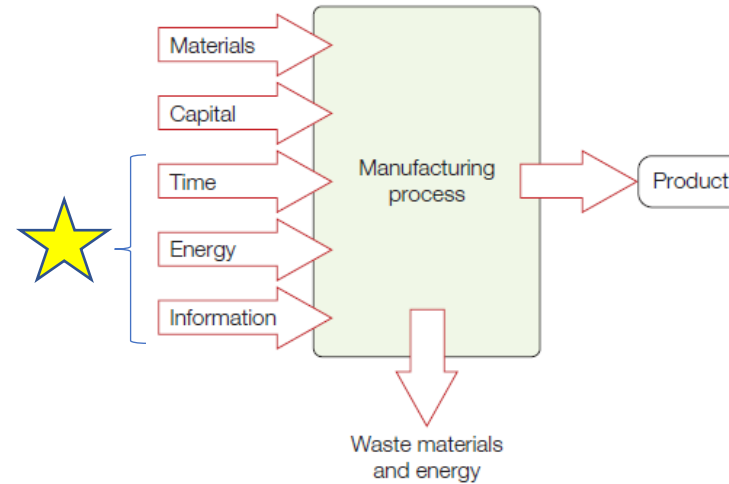 Materials
Capital
Time
Energy
Information
Manufacturing
process
Product
Waste materials
and energy